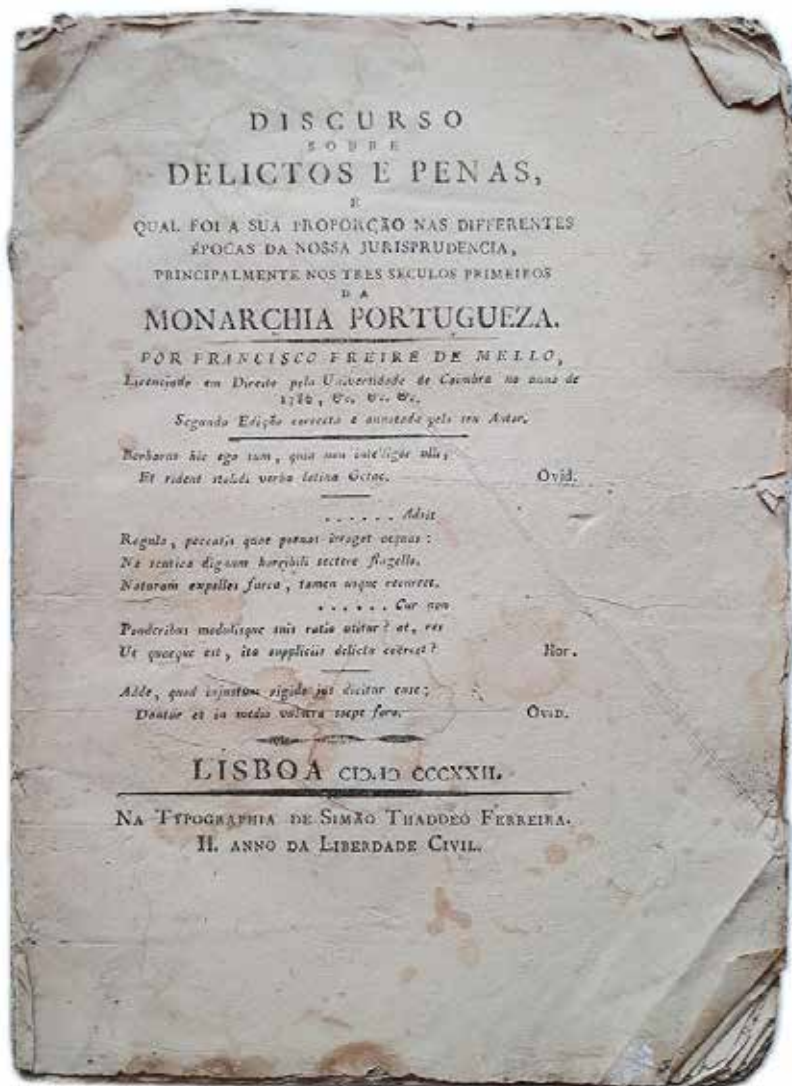 DISCURSO
SOBRE
DELICTOS E PENAS,
E
QUAL FOI A SUA PROPORÇÃO NAS DIFFERENTES
ÉPOCAS DA NOSSA JURISPRUDENCIA,
PRINCIPALMENTE NOS TRES SECULOS PRIMEIROS
DA
MONARCHIA PORTUGUEZA.
POR FRANCISCO FREIRE DE MELLO,
Licenciado em Direito pela Universidade de Coimbra no anno de
1786, &c. &c. &c.
Segunda Edição correcta e annotada pelo seu Autor.
Barbarus hic ego sum, quia non intelligor ulli;
Et rident stolidi verba latina Getae. Ovid.
. . . . . . Adsit
Regula, peccatis quae poenas irroget aequas:
Ne scutica dignum horribili sectere flagello.
Naturam expelles furca, tamen usque recurret.
. . . . . . Cur non
Ponderibus modulisque suis ratio utitur? ac, res
Ut quaeque est, ita suppliciis delicta coërcet? Hor.
Adde, quod injustum rigido jus dicitur ense;
Dantur et in medio vulnera saepe foro. OVID.
LISBOA CIƆ.IƆ CCCXXII.
NA TYPOGRAPHIA DE SIMÃO THADDEO FERREIRA.
II. ANNO DA LIBERDADE CIVIL.